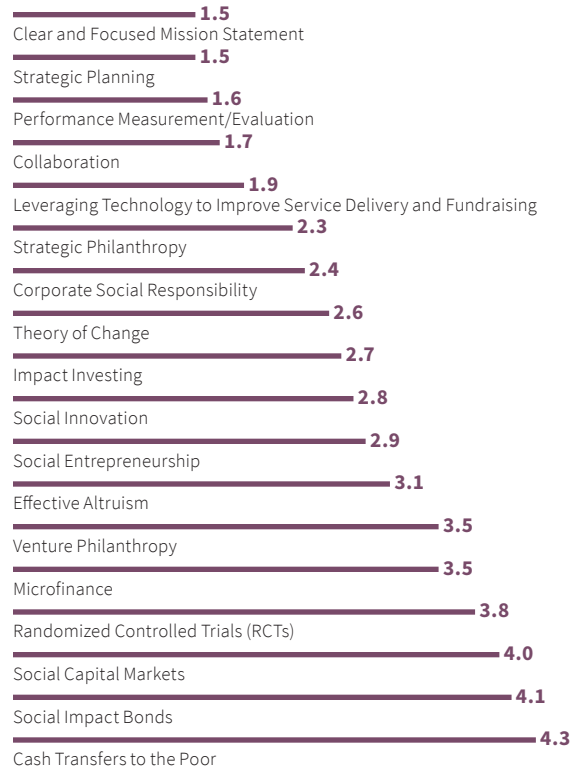 1.5
Clear and Focused Mission Statement
1.5
Strategic Planning
1.6
Performance Measurement/Evaluation
1.7
Collaboration
1.9
Leveraging Technology to Improve Service Delivery and Fundraising
2.3
Strategic Philanthropy
2.4
Corporate Social Responsibility
2.6
Theory of Change
2.7
Impact Investing
2.8
Social Innovation
2.9
Social Entrepreneurship
3.1
Effective Altruism
3.5
Venture Philanthropy
3.5
Microfinance
3.8
Randomized Controlled Trials (RCTs)
4.0
Social Capital Markets
4.1
Social Impact Bonds
4.3
Cash Transfers to the Poor